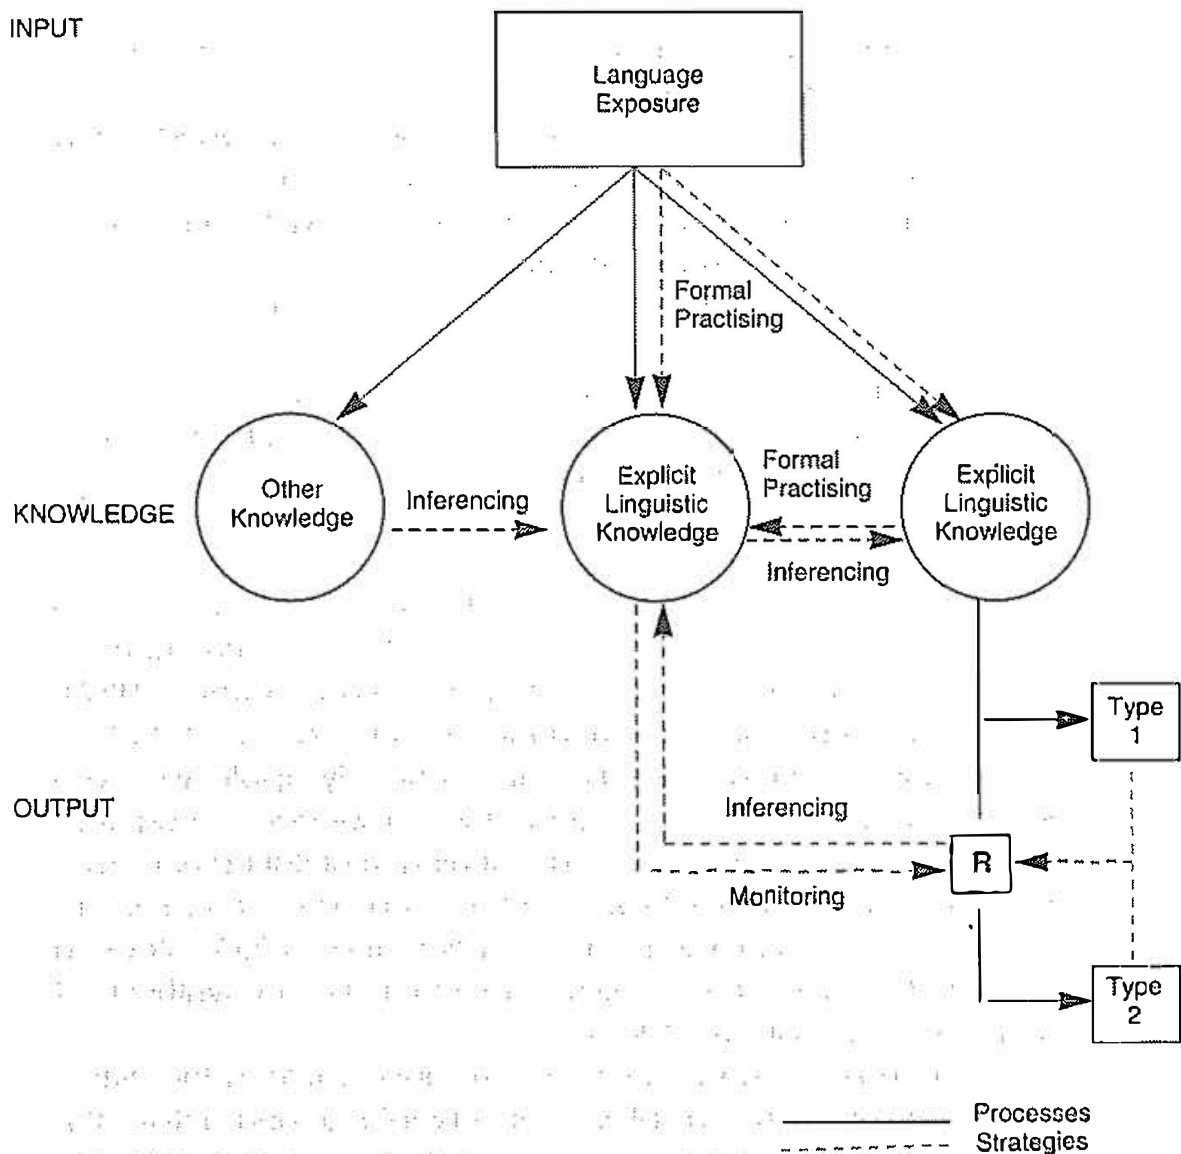 INPUT
Language
Exposure
Formal
Practising
KNOWLEDGE
Other
Knowledge
Inferencing
Explicit
Linguistic
Knowledge
Formal
Practising
Inferencing
Explicit
Linguistic
Knowledge
Type
1
OUTPUT
Inferencing
R
Monitoring
Type
2
Processes
Strategies